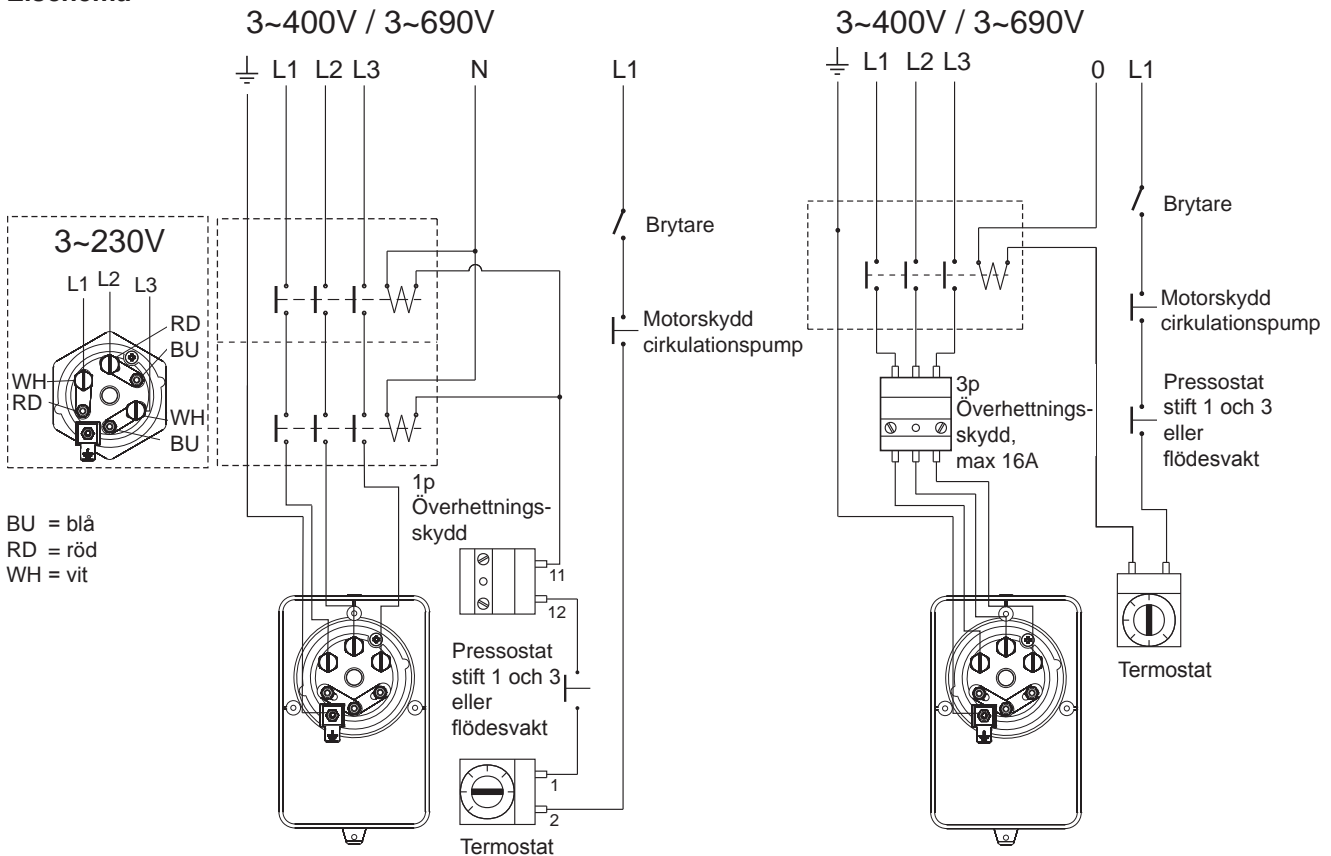 3~400V / 3~690V
L1 L2 L3 N L1
Brytare
Motorskydd
cirkulationspump
3~230V
L1 L2 L3
RD
BU
WH
RD
WH
BU
BU = blå
RD = röd
WH = vit
1p
Överhettnings-
skydd
11
12
Pressostat
stift 1 och 3
eller
flödesvakt
1
2
Termostat
3~400V / 3~690V
L1 L2 L3 0 L1
Brytare
Motorskydd
cirkulationspump
Pressostat
stift 1 och 3
eller
flödesvakt
3p
Överhettnings-
skydd,
max 16A
Termostat